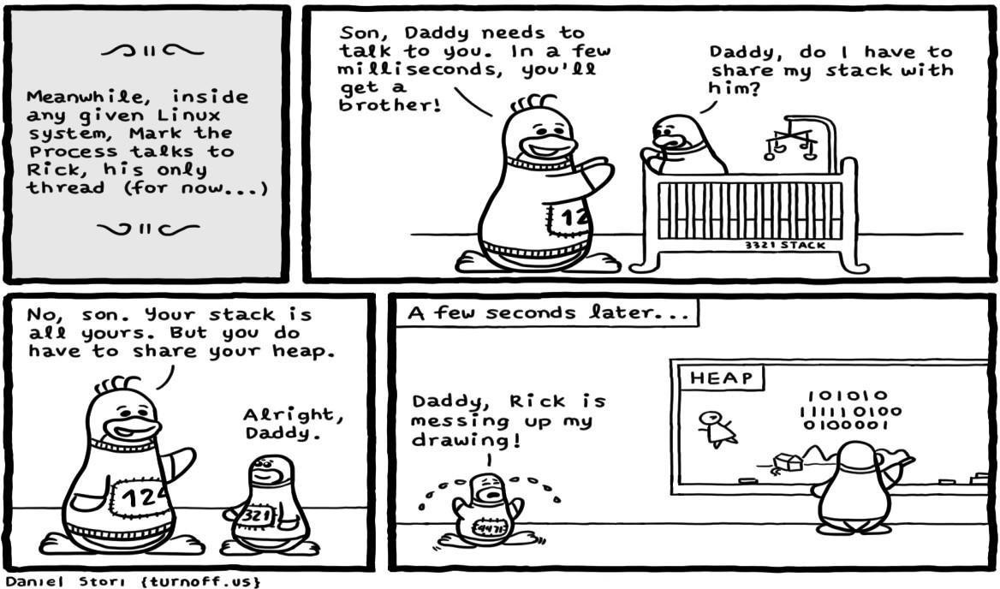 Meanwhile, inside
any given Linux
system, Mark the
Process talks to
Rick, his only
thread (for now...)
Son, Daddy needs to
talk to you. In a few
milliseconds, you'll
get a
brother!
Daddy, do I have to
share my stack with
him?
12
3321 STACK
No, son. Your stack is
all yours. But you do
have to share your heap.
Alright,
Daddy.
124
321
A few seconds later...
HEAP
101010
111110100
0100001
Daddy, Rick is
messing up my
drawing!
4471
Daniel Stori {turnoff.us}